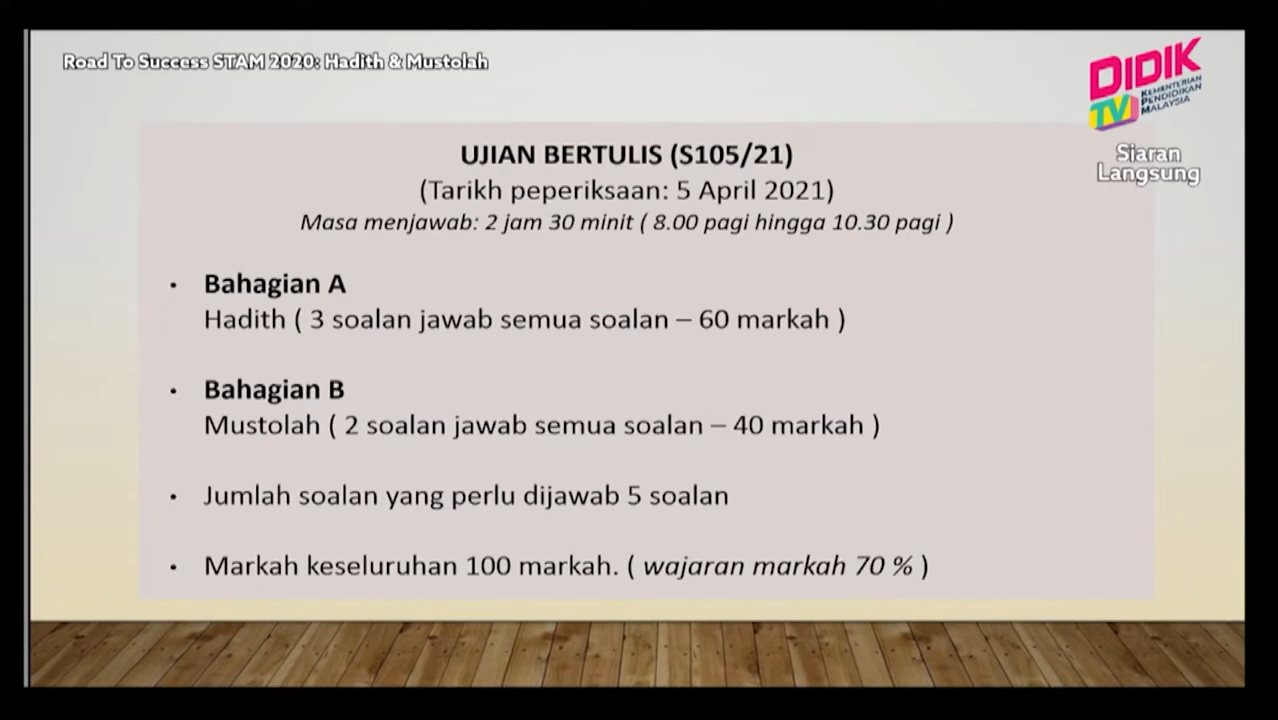 Road To Success STAM 2020: Hadith & Mustolah
DIDIK
TV
KEMENTERIAN
PENDIDIKAN
MALAYSIA
Siaran
Langsung
UJIAN BERTULIS (S105/21)
(Tarikh peperiksaan: 5 April 2021)
Masa menjawab: 2 jam 30 minit ( 8.00 pagi hingga 10.30 pagi )
• Bahagian A
Hadith ( 3 soalan jawab semua soalan – 60 markah )
• Bahagian B
Mustolah ( 2 soalan jawab semua soalan – 40 markah )
• Jumlah soalan yang perlu dijawab 5 soalan
• Markah keseluruhan 100 markah. ( wajaran markah 70 % )